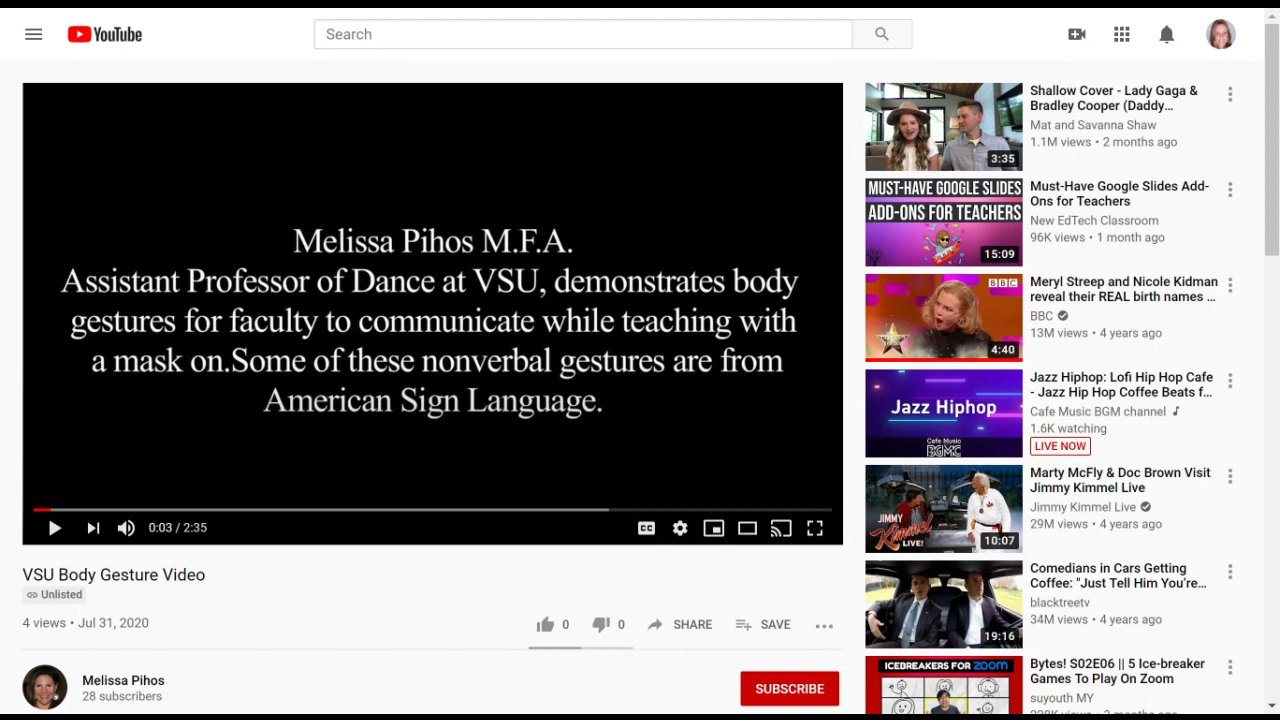 YouTube
Search
Melissa Pihos M.F.A.
Assistant Professor of Dance at VSU, demonstrates body
gestures for faculty to communicate while teaching with
a mask on.Some of these nonverbal gestures are from
American Sign Language.
0:03 / 2:35
CC
VSU Body Gesture Video
Unlisted
4 views • Jul 31, 2020
0
0
SHARE
SAVE
Melissa Pihos
28 subscribers
SUBSCRIBE
3:35
Shallow Cover - Lady Gaga &
Bradley Cooper (Daddy...
Mat and Savanna Shaw
1.1M views • 2 months ago
MUST-HAVE GOOGLE SLIDES
ADD-ONS FOR TEACHERS
15:09
Must-Have Google Slides Add-
Ons for Teachers
New EdTech Classroom
96K views • 1 month ago
BBC
4:40
Meryl Streep and Nicole Kidman
reveal their REAL birth names ...
BBC
13M views • 4 years ago
Jazz Hiphop
Cafe Music
BGMC
Jazz Hiphop: Lofi Hip Hop Cafe
- Jazz Hip Hop Coffee Beats f...
Cafe Music BGM channel
1.6K watching
LIVE NOW
JIMMY
Kimmel
LIVE!
10:07
Marty McFly & Doc Brown Visit
Jimmy Kimmel Live
Jimmy Kimmel Live
29M views • 4 years ago
19:16
Comedians in Cars Getting
Coffee: "Just Tell Him You're...
blacktreetv
34M views • 4 years ago
ICEBREAKERS FOR ZOOM
Bytes! S02E06 || 5 Ice-breaker
Games To Play On Zoom
suyouth MY